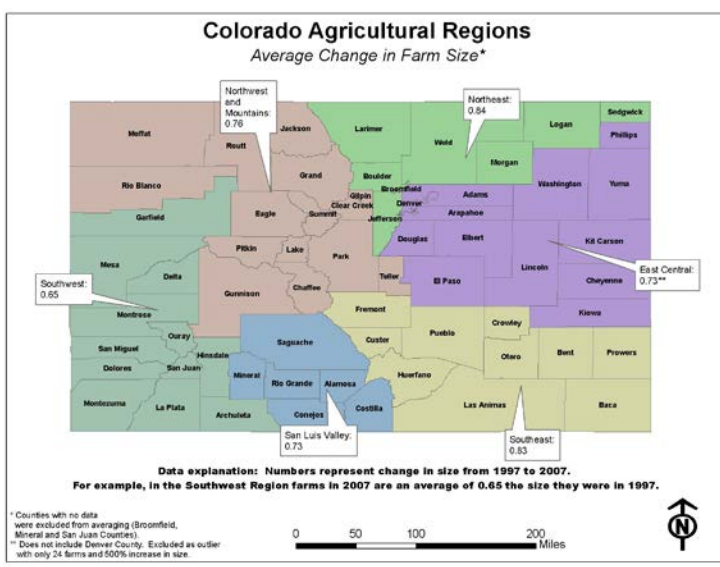 Colorado Agricultural Regions
Average Change in Farm Size*
Northwest
and
Mountains:
0.76
Northeast:
0.84
Sedgwick
Moffat
Routt
Jackson
Larimer
Weld
Logan
Phillips
Morgan
Rio Blanco
Grand
Boulder
Broomfield
Washington
Yuma
Garfield
Eagle
Summit
Gilpin
Clear Creek
Jefferson
Denver
Adams
Arapahoe
Pitkin
Lake
Park
Douglas
Elbert
Kit Carson
Mesa
Delta
Gunnison
Chaffee
Teller
El Paso
Lincoln
Cheyenne
East Central:
0.73**
Southwest:
0.65
Montrose
Fremont
Kiowa
Ouray
Saguache
Custer
Pueblo
Crowley
San Miguel
Hinsdale
Otero
Bent
Prowers
Dolores
San Juan
Mineral
Rio Grande
Alamosa
Huerfano
Montezuma
La Plata
Archuleta
Conejos
Costilla
Las Animas
Baca
San Luis Valley:
0.73
Southeast:
0.83
Data explanation: Numbers represent change in size from 1997 to 2007.
For example, in the Southwest Region farms in 2007 are an average of 0.65 the size they were in 1997.
* Counties with no data
were excluded from averaging (Broomfield,
Mineral and San Juan Counties).
** Does not include Denver County. Excluded as outlier
with only 24 farms and 500% increase in size.
0 50 100 200
Miles
N